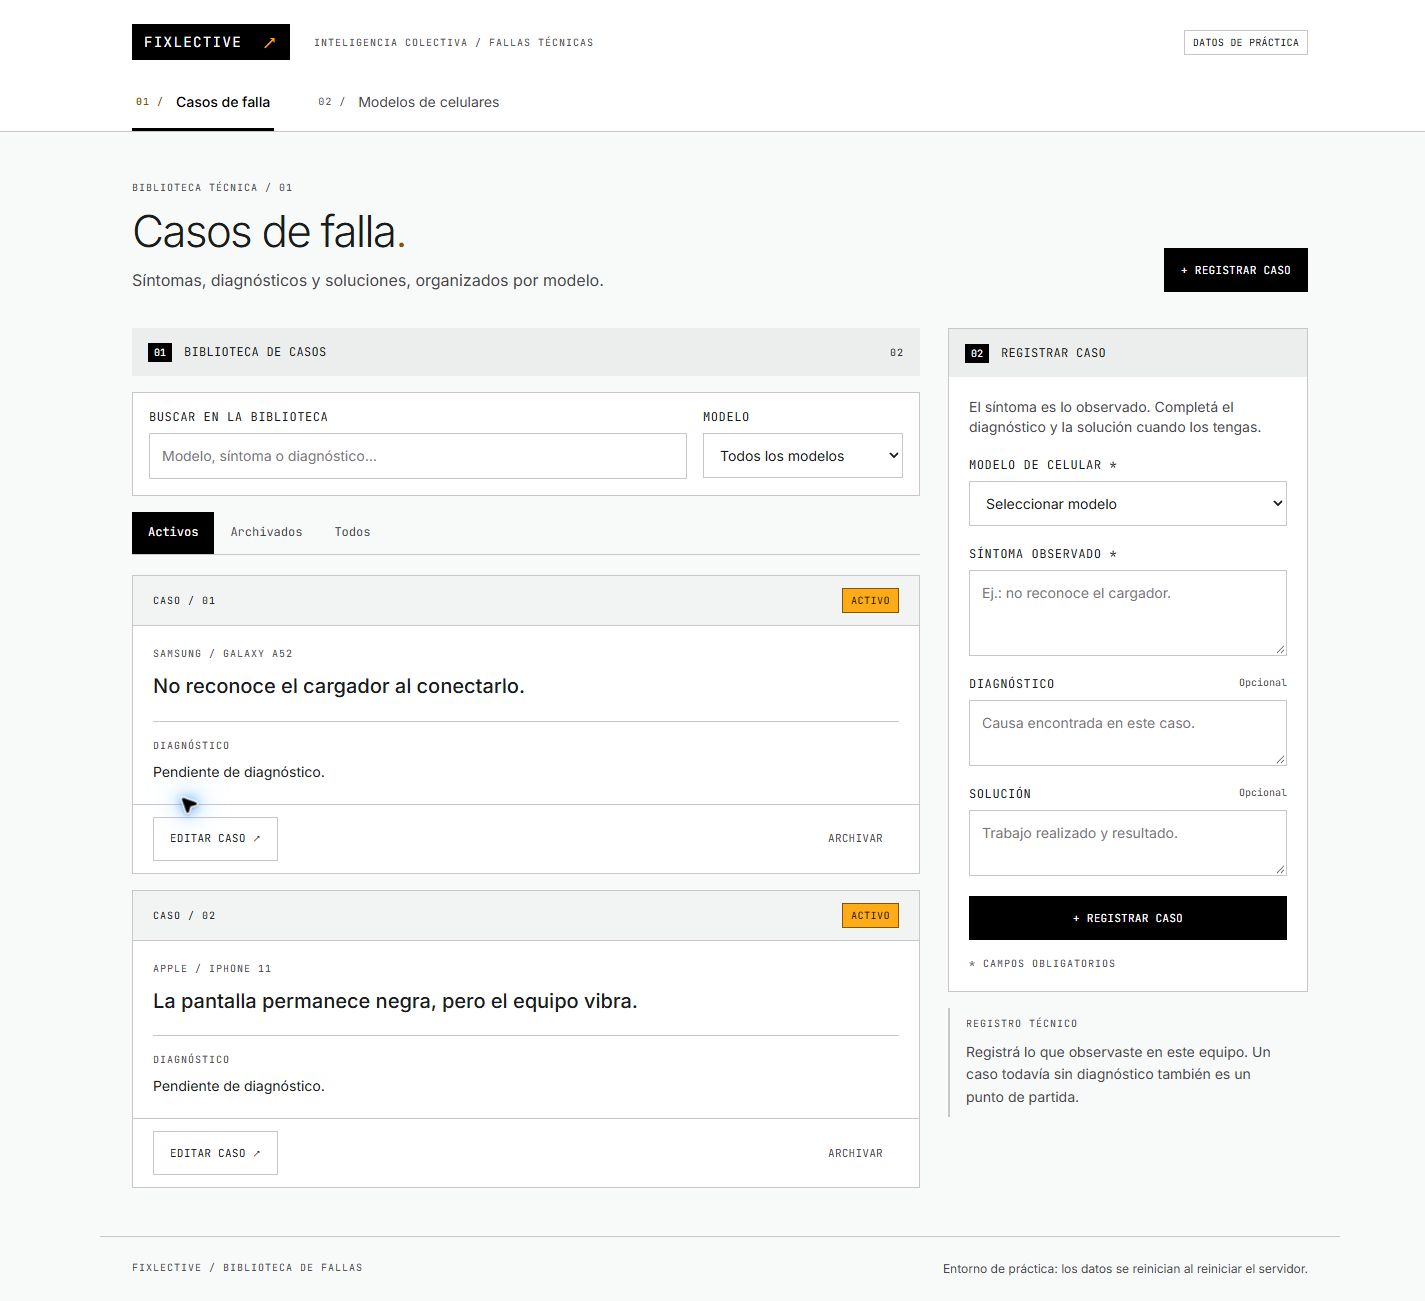 FIXLECTIVE ↗
INTELIGENCIA COLECTIVA / FALLAS TÉCNICAS
DATOS DE PRÁCTICA
01 / Casos de falla
02 / Modelos de celulares
BIBLIOTECA TÉCNICA / 01
Casos de falla.
Síntomas, diagnósticos y soluciones, organizados por modelo.
+ REGISTRAR CASO
01 BIBLIOTECA DE CASOS 02
BUSCAR EN LA BIBLIOTECA
Modelo, síntoma o diagnóstico...
MODELO
Todos los modelos
Activos Archivados Todos
CASO / 01 ACTIVO
SAMSUNG / GALAXY A52
No reconoce el cargador al conectarlo.
DIAGNÓSTICO
Pendiente de diagnóstico.
EDITAR CASO ↗ ARCHIVAR
CASO / 02 ACTIVO
APPLE / IPHONE 11
La pantalla permanece negra, pero el equipo vibra.
DIAGNÓSTICO
Pendiente de diagnóstico.
EDITAR CASO ↗ ARCHIVAR
02 REGISTRAR CASO
El síntoma es lo observado. Completá el
diagnóstico y la solución cuando los tengas.
MODELO DE CELULAR *
Seleccionar modelo
SÍNTOMA OBSERVADO *
Ej.: no reconoce el cargador.
DIAGNÓSTICO Opcional
Causa encontrada en este caso.
SOLUCIÓN Opcional
Trabajo realizado y resultado.
+ REGISTRAR CASO
* CAMPOS OBLIGATORIOS
REGISTRO TÉCNICO
Registrá lo que observaste en este equipo. Un
caso todavía sin diagnóstico también es un
punto de partida.
FIXLECTIVE / BIBLIOTECA DE FALLAS
Entorno de práctica: los datos se reinician al reiniciar el servidor.